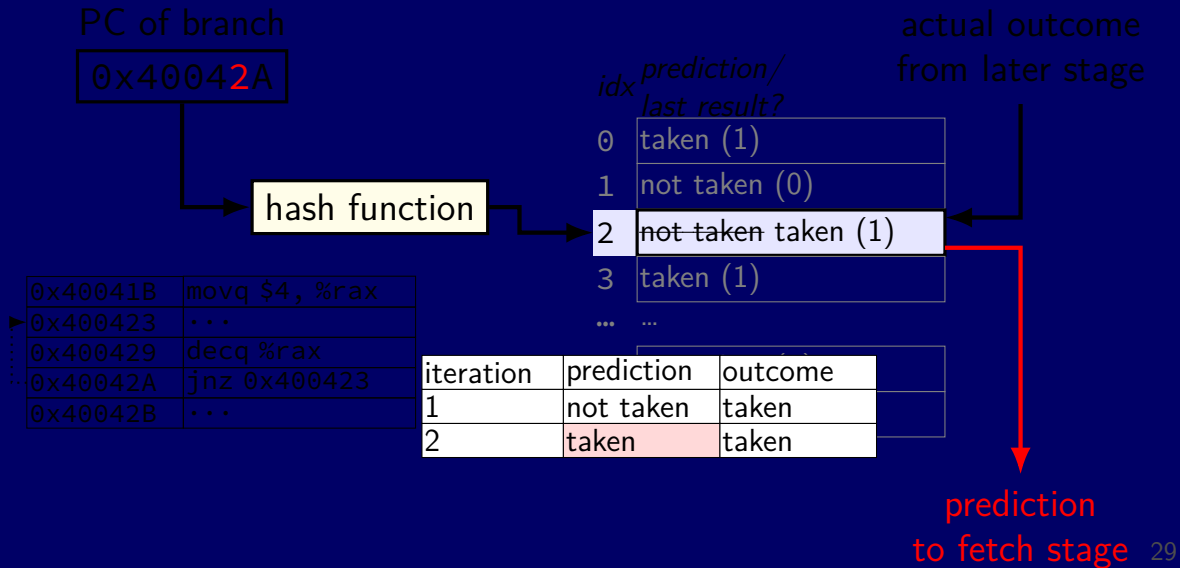 PC of branch
0x40042A
actual outcome
from later stage
idx
prediction/
last result?
0 taken (1)
1 not taken (0)
hash function
2 not taken taken (1)
3 taken (1)
… …
0x40041B movq $4, %rax
0x400423 ···
0x400429 decq %rax
0x40042A jnz 0x400423
0x40042B ···
iteration prediction outcome
1 not taken taken
2 taken taken
prediction
to fetch stage
29